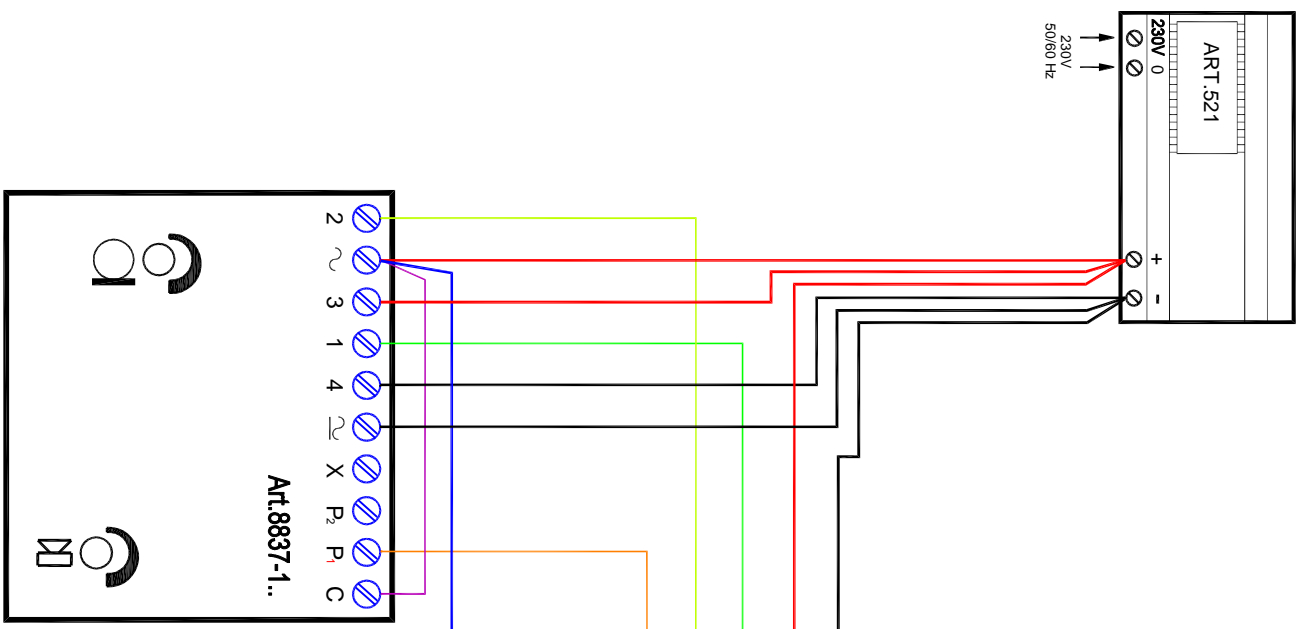 230V
50/60 Hz
230V 0
ART.521
+
-
2
~
3
1
4
X
P2
P1
C
Art.8837-1..